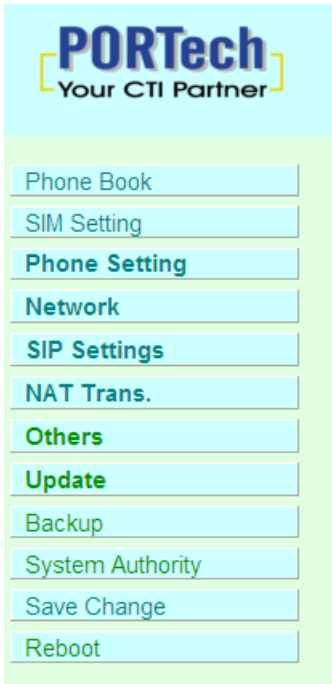 PORTech
Your CTI Partner
Phone Book
SIM Setting
Phone Setting
Network
SIP Settings
NAT Trans.
Others
Update
Backup
System Authority
Save Change
Reboot